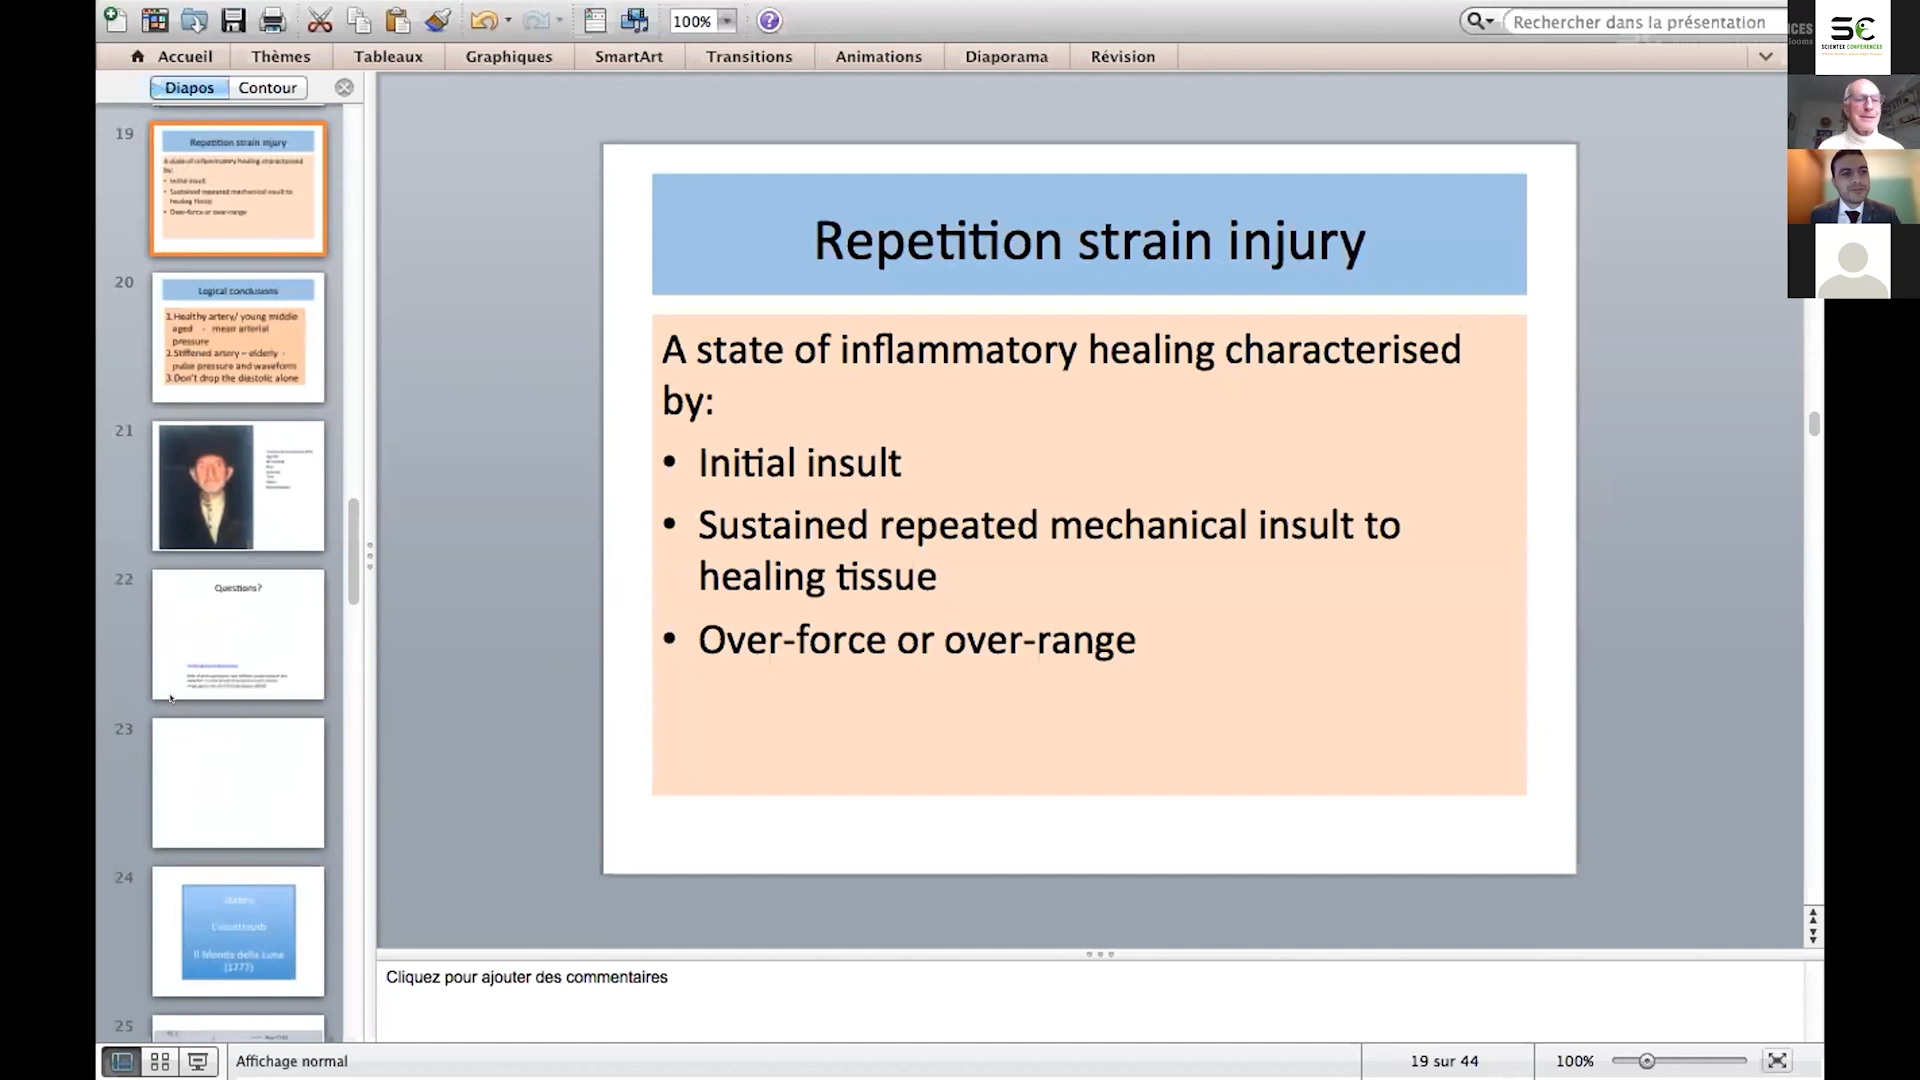 100%
Rechercher dans la présentation
SCIENTEX CONFERENCES
Accueil
Thèmes
Tableaux
Graphiques
SmartArt
Transitions
Animations
Diaporama
Révision
Diapos
Contour
19
Repetition strain injury
A state of inflammatory healing characterised
by:
• Initial insult
• Sustained repeated mechanical insult to
healing tissue
• Over-force or over-range
20
Logical conclusions
1.Healthy artery/ young middle
aged - mean arterial
pressure
2.Stiffened artery – elderly -
pulse pressure and waveform
3.Don't drop the diastolic alone
21
22
Questions?
23
24
Il Mondo della Luna
(1777)
25
Repetition strain injury
A state of inflammatory healing characterised
by:
• Initial insult
• Sustained repeated mechanical insult to
healing tissue
• Over-force or over-range
Cliquez pour ajouter des commentaires
Affichage normal
19 sur 44
100%